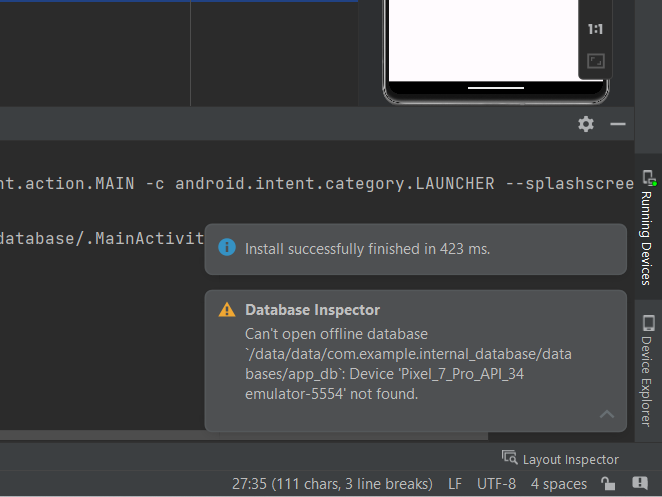 1:1
nt.action.MAIN -c android.intent.category.LAUNCHER --splashscree
Running Devices
database/.MainActivit
Install successfully finished in 423 ms.
Database Inspector
Can't open offline database
`/data/data/com.example.internal_database/data
bases/app_db`: Device 'Pixel_7_Pro_API_34
emulator-5554' not found.
Device Explorer
Layout Inspector
27:35 (111 chars, 3 line breaks) LF UTF-8 4 spaces